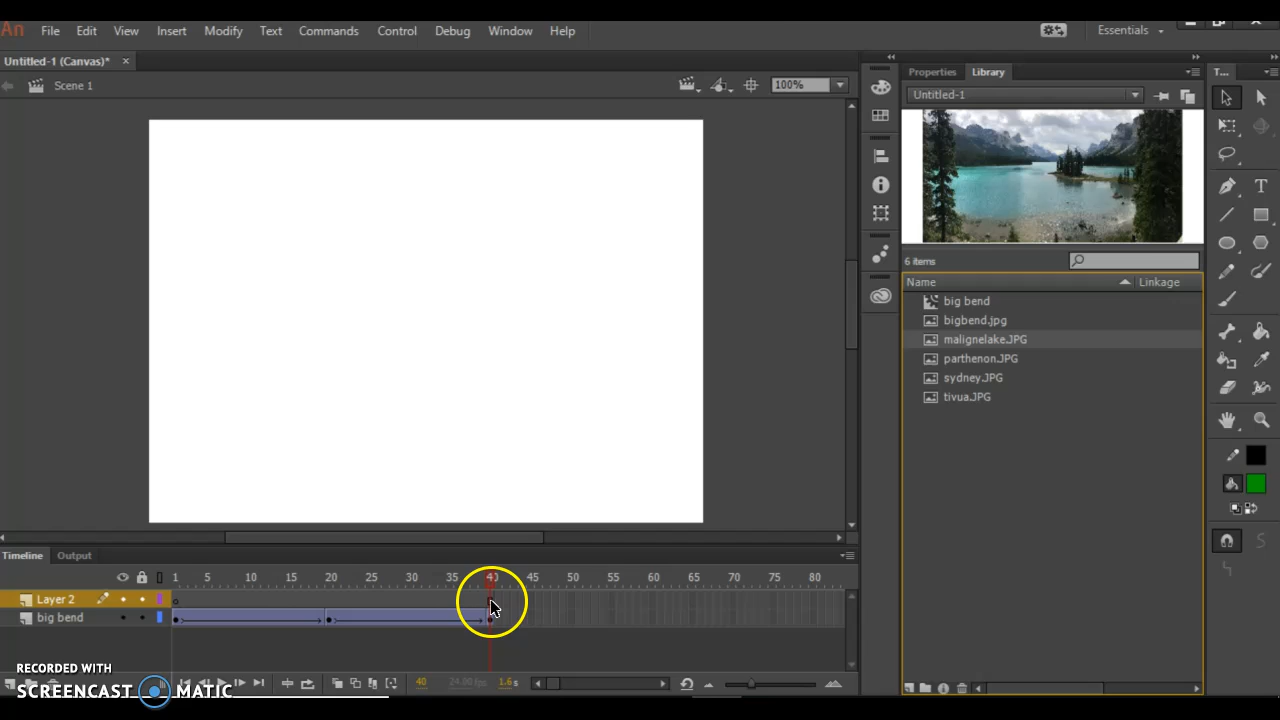 An File Edit View Insert Modify Text Commands Control Debug Window Help Essentials
Untitled-1 (Canvas)* ×
Scene 1 100%
Properties Library T...
Untitled-1
6 items
Name Linkage
big bend
bigbend.jpg
malignelake.JPG
parthenon.JPG
sydney.JPG
tivua.JPG
Timeline Output
1 5 10 15 20 25 30 35 40 45 50 55 60 65 70 75 80
Layer 2
big bend
40 24.00 fps 1.6 s
RECORDED WITH
SCREENCAST MATIC